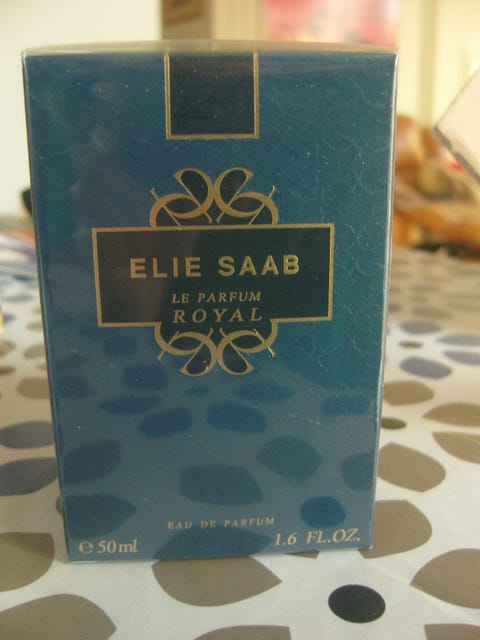 ELIE SAAB
LE PARFUM
ROYAL
EAU DE PARFUM
℮50ml 1.6 FL.OZ.